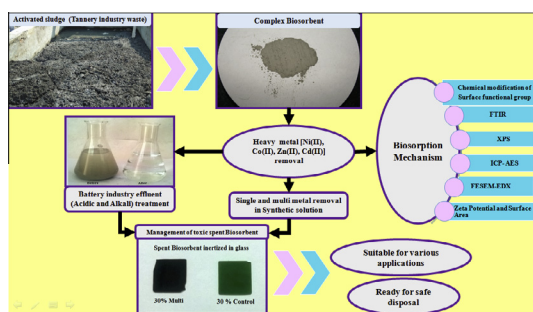 Activated sludge (Tannery industry waste)
Complex Biosorbent
Chemical modification of
Surface functional group
FTIR
XPS
ICP-AES
FESEM-EDX
Zeta Potential and Surface
Area
Biosorption
Mechanism
Heavy metal [Ni(II),
Co(II), Zn(II), Cd(II)]
removal
Battery industry effluent
(Acidic and Alkali) treatment
Single and multi metal removal
in Synthetic solution
Management of toxic spent Biosorbent
Spent Biosorbent inertized in glass
30% Multi
30 % Control
Suitable for various
applications
Ready for safe
disposal